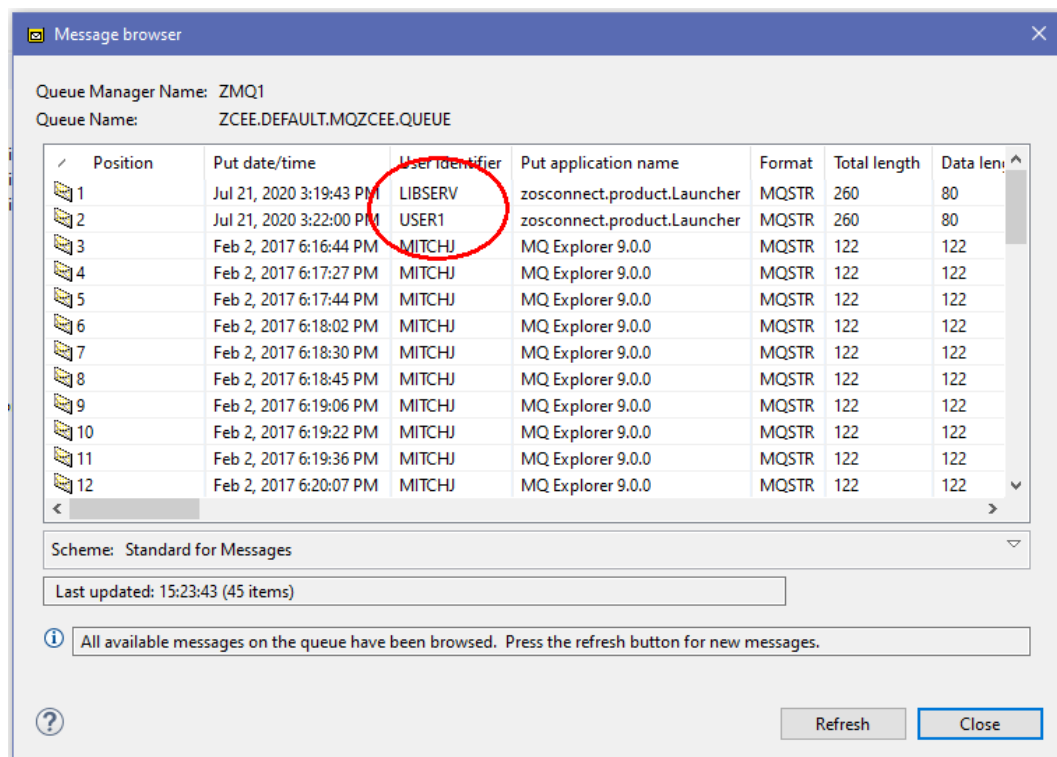 Message browser
Queue Manager Name: ZMQ1
Queue Name: ZCEE.DEFAULT.MQZCEE.QUEUE
Position Put date/time User identifier Put application name Format Total length Data len
1 Jul 21, 2020 3:19:43 PM LIBSERV zosconnect.product.Launcher MQSTR 260 80
2 Jul 21, 2020 3:22:00 PM USER1 zosconnect.product.Launcher MQSTR 260 80
3 Feb 2, 2017 6:16:44 PM MITCHJ MQ Explorer 9.0.0 MQSTR 122 122
4 Feb 2, 2017 6:17:27 PM MITCHJ MQ Explorer 9.0.0 MQSTR 122 122
5 Feb 2, 2017 6:17:44 PM MITCHJ MQ Explorer 9.0.0 MQSTR 122 122
6 Feb 2, 2017 6:18:02 PM MITCHJ MQ Explorer 9.0.0 MQSTR 122 122
7 Feb 2, 2017 6:18:30 PM MITCHJ MQ Explorer 9.0.0 MQSTR 122 122
8 Feb 2, 2017 6:18:45 PM MITCHJ MQ Explorer 9.0.0 MQSTR 122 122
9 Feb 2, 2017 6:19:06 PM MITCHJ MQ Explorer 9.0.0 MQSTR 122 122
10 Feb 2, 2017 6:19:22 PM MITCHJ MQ Explorer 9.0.0 MQSTR 122 122
11 Feb 2, 2017 6:19:36 PM MITCHJ MQ Explorer 9.0.0 MQSTR 122 122
12 Feb 2, 2017 6:20:07 PM MITCHJ MQ Explorer 9.0.0 MQSTR 122 122
Scheme: Standard for Messages
Last updated: 15:23:43 (45 items)
All available messages on the queue have been browsed. Press the refresh button for new messages.
Refresh Close